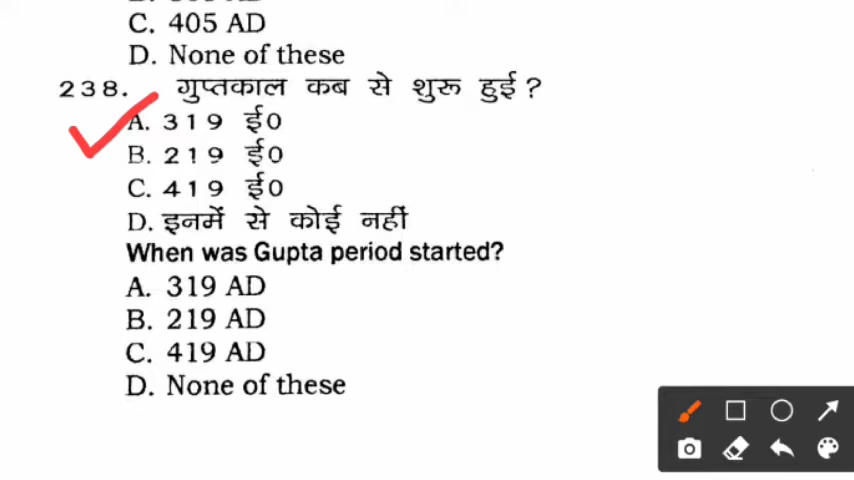 C. 405 AD
D. None of these
238. गुप्तकाल कब से शुरू हुई ?
A. 319 ई0
B. 219 ई0
C. 419 ई0
D. इनमें से कोई नहीं
When was Gupta period started?
A. 319 AD
B. 219 AD
C. 419 AD
D. None of these